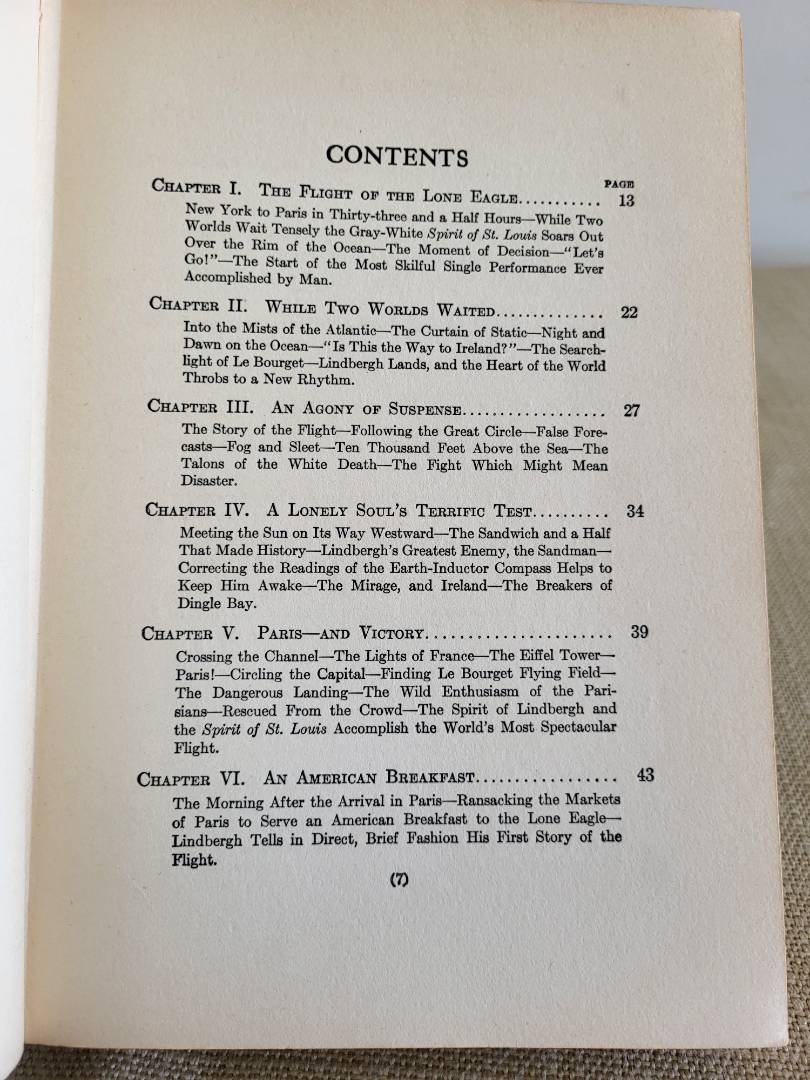 CONTENTS
PAGE
CHAPTER I. THE FLIGHT OF THE LONE EAGLE........... 13
New York to Paris in Thirty-three and a Half Hours—While Two
Worlds Wait Tensely the Gray-White Spirit of St. Louis Soars Out
Over the Rim of the Ocean—The Moment of Decision—"Let's
Go!"—The Start of the Most Skilful Single Performance Ever
Accomplished by Man.
CHAPTER II. WHILE TWO WORLDS WAITED.............. 22
Into the Mists of the Atlantic—The Curtain of Static—Night and
Dawn on the Ocean—"Is This the Way to Ireland?"—The Search-
light of Le Bourget—Lindbergh Lands, and the Heart of the World
Throbs to a New Rhythm.
CHAPTER III. AN AGONY OF SUSPENSE................... 27
The Story of the Flight—Following the Great Circle—False Fore-
casts—Fog and Sleet—Ten Thousand Feet Above the Sea—The
Talons of the White Death—The Fight Which Might Mean
Disaster.
CHAPTER IV. A LONELY SOUL'S TERRIFIC TEST.......... 34
Meeting the Sun on Its Way Westward—The Sandwich and a Half
That Made History—Lindbergh's Greatest Enemy, the Sandman—
Correcting the Readings of the Earth-Inductor Compass Helps to
Keep Him Awake—The Mirage, and Ireland—The Breakers of
Dingle Bay.
CHAPTER V. PARIS—AND VICTORY...................... 39
Crossing the Channel—The Lights of France—The Eiffel Tower—
Paris!—Circling the Capital—Finding Le Bourget Flying Field—
The Dangerous Landing—The Wild Enthusiasm of the Pari-
sians—Rescued From the Crowd—The Spirit of Lindbergh and
the Spirit of St. Louis Accomplish the World's Most Spectacular
Flight.
CHAPTER VI. AN AMERICAN BREAKFAST................. 43
The Morning After the Arrival in Paris—Ransacking the Markets
of Paris to Serve an American Breakfast to the Lone Eagle—
Lindbergh Tells in Direct, Brief Fashion His First Story of the
Flight.
(7)